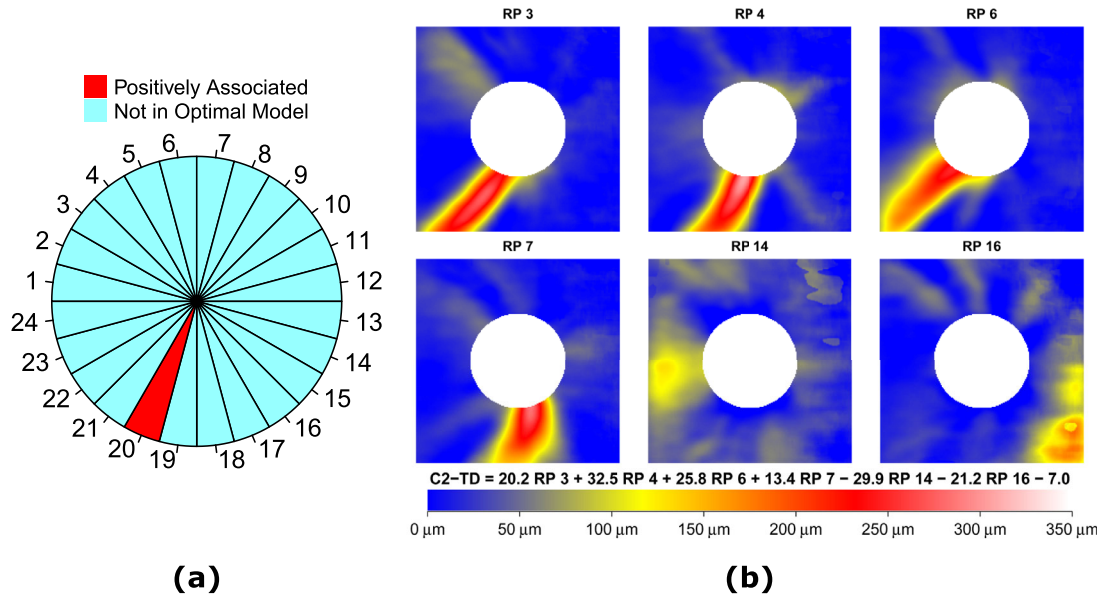 Positively Associated
Not in Optimal Model
6
7
5
8
4
9
3
10
2
11
1
12
24
13
23
14
22
15
21
16
20
17
19
18
(a)
RP 3
RP 4
RP 6
RP 7
RP 14
RP 16
C2−TD = 20.2 RP 3 + 32.5 RP 4 + 25.8 RP 6 + 13.4 RP 7 − 29.9 RP 14 − 21.2 RP 16 − 7.0
0 μm 50 μm 100 μm 150 μm 200 μm 250 μm 300 μm 350 μm
(b)